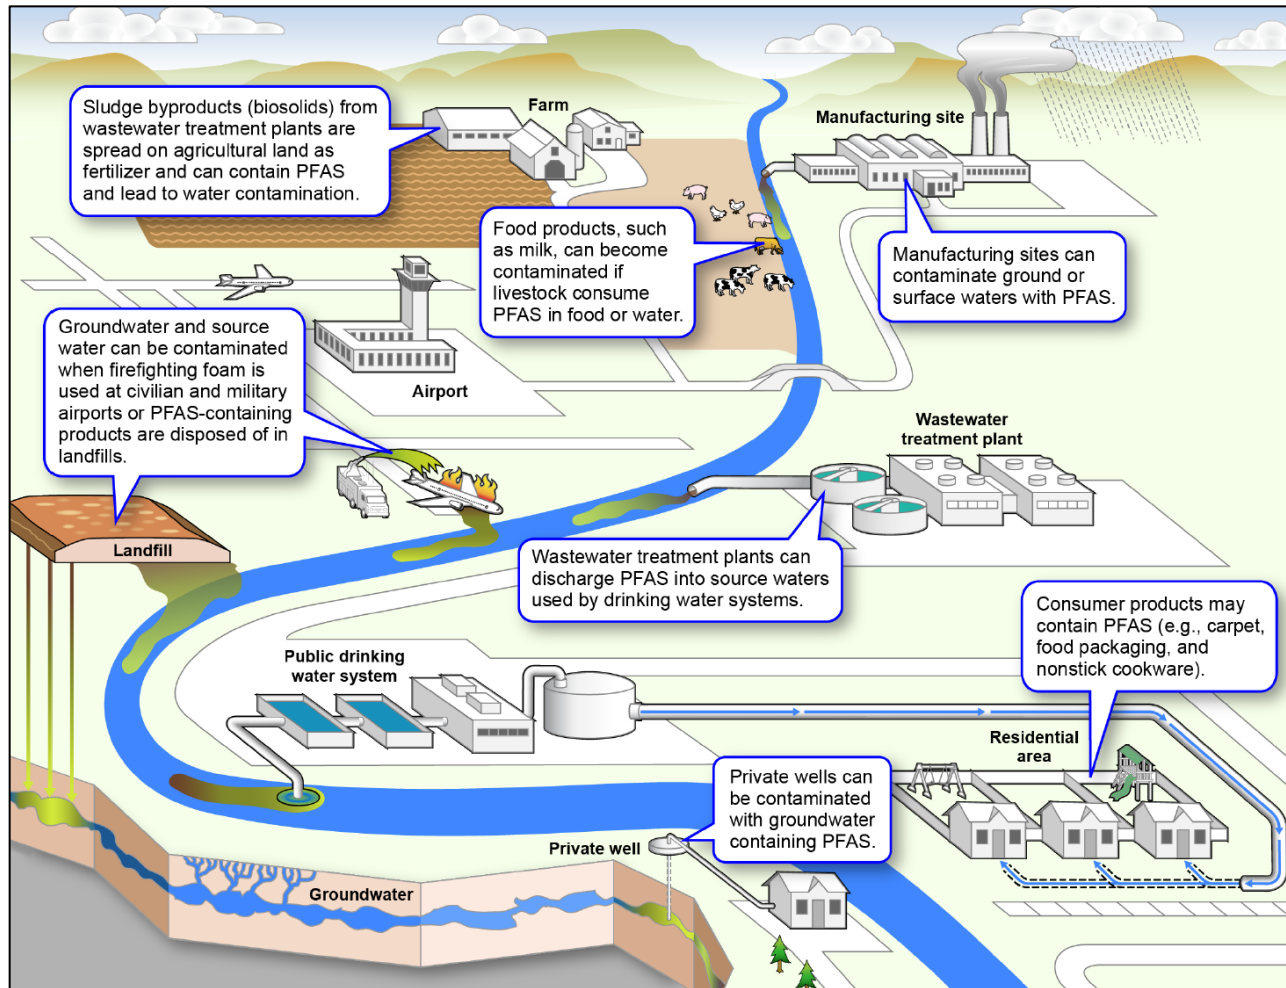 Sludge byproducts (biosolids) from
wastewater treatment plants are
spread on agricultural land as
fertilizer and can contain PFAS
and lead to water contamination.
Farm
Manufacturing site
Food products, such
as milk, can become
contaminated if
livestock consume
PFAS in food or water.
Manufacturing sites can
contaminate ground or
surface waters with PFAS.
Groundwater and source
water can be contaminated
when firefighting foam is
used at civilian and military
airports or PFAS-containing
products are disposed of in
landfills.
Airport
Wastewater
treatment plant
Landfill
Wastewater treatment plants can
discharge PFAS into source waters
used by drinking water systems.
Consumer products may
contain PFAS (e.g., carpet,
food packaging, and
nonstick cookware).
Public drinking
water system
Residential
area
Private wells can
be contaminated
with groundwater
containing PFAS.
Private well
Groundwater